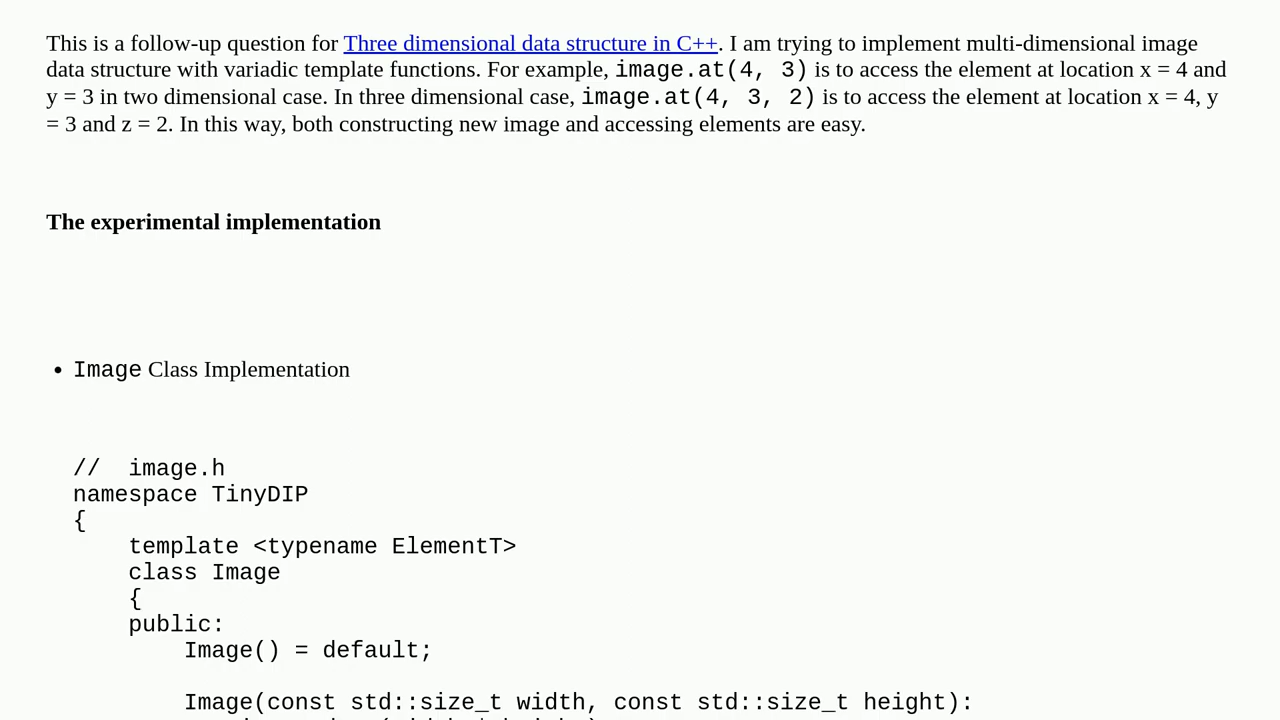 This is a follow-up question for Three dimensional data structure in C++. I am trying to implement multi-dimensional image
data structure with variadic template functions. For example, image.at(4, 3) is to access the element at location x = 4 and
y = 3 in two dimensional case. In three dimensional case, image.at(4, 3, 2) is to access the element at location x = 4, y
= 3 and z = 2. In this way, both constructing new image and accessing elements are easy.
The experimental implementation
• Image Class Implementation
//  image.h
namespace TinyDIP
{
    template <typename ElementT>
    class Image
    {
    public:
        Image() = default;
        Image(const std::size_t width, const std::size_t height):